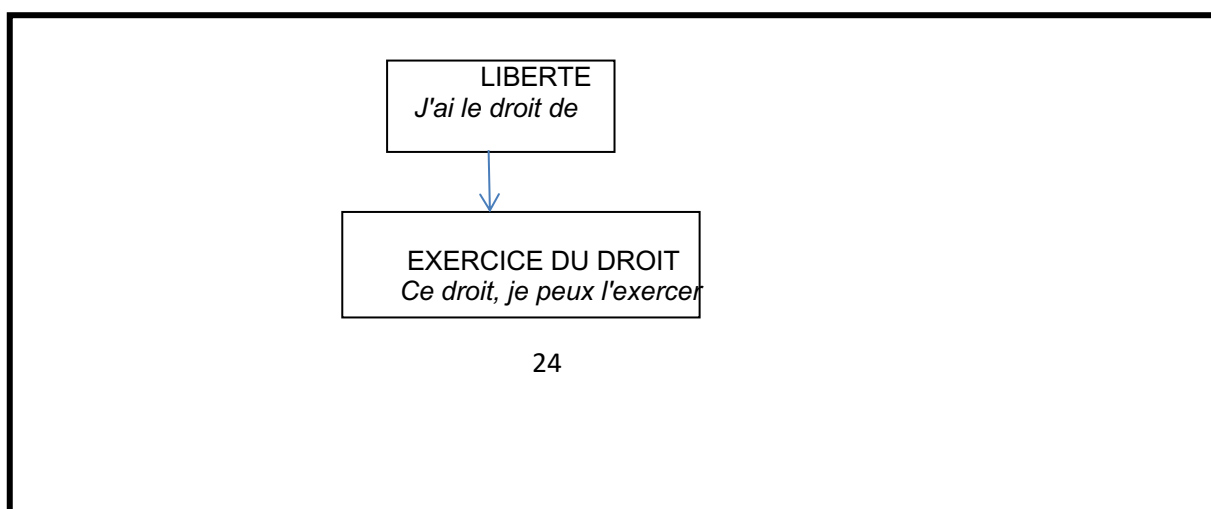 LIBERTE
J'ai le droit de
EXERCICE DU DROIT
Ce droit, je peux l'exercer
24